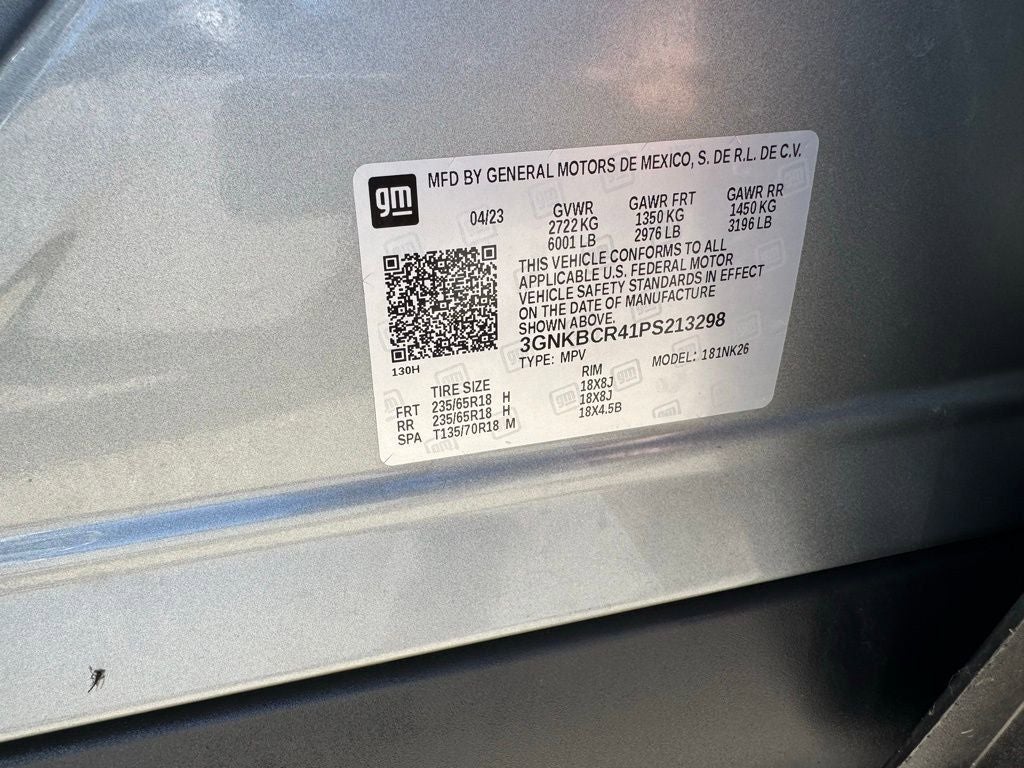 gm
MFD BY GENERAL MOTORS DE MEXICO, S. DE R.L. DE C.V.
04/23 GVWR GAWR FRT GAWR RR
2722 KG 1350 KG 1450 KG
6001 LB 2976 LB 3196 LB
THIS VEHICLE CONFORMS TO ALL
APPLICABLE U.S. FEDERAL MOTOR
VEHICLE SAFETY STANDARDS IN EFFECT
ON THE DATE OF MANUFACTURE
SHOWN ABOVE.
3GNKBCR41PS213298
TYPE: MPV MODEL: 181NK26
130H
TIRE SIZE RIM
FRT 235/65R18 H 18X8J
RR 235/65R18 H 18X8J
SPA T135/70R18 M 18X4.5B